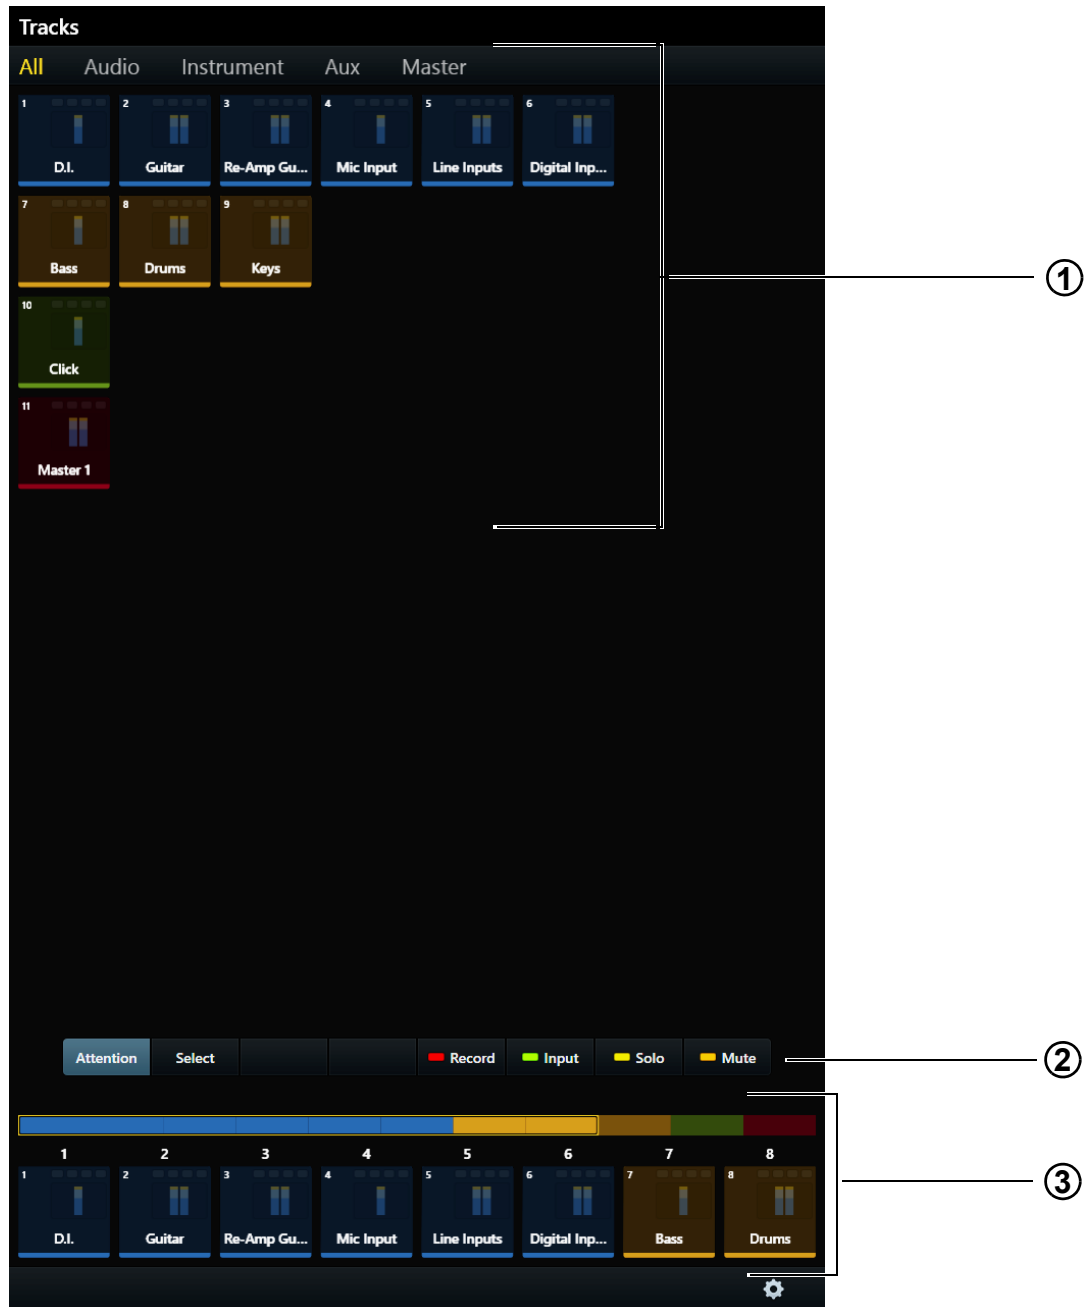 Tracks
All Audio Instrument Aux Master
1 2 3 4 5 6
D.I. Guitar Re-Amp Gu... Mic Input Line Inputs Digital Inp...
7 8 9
Bass Drums Keys
1
10
Click
11
Master 1
Attention Select Record Input Solo Mute
2
1 2 3 4 5 6 7 8
1 2 3 4 5 6 7 8
3
D.I. Guitar Re-Amp Gu... Mic Input Line Inputs Digital Inp... Bass Drums